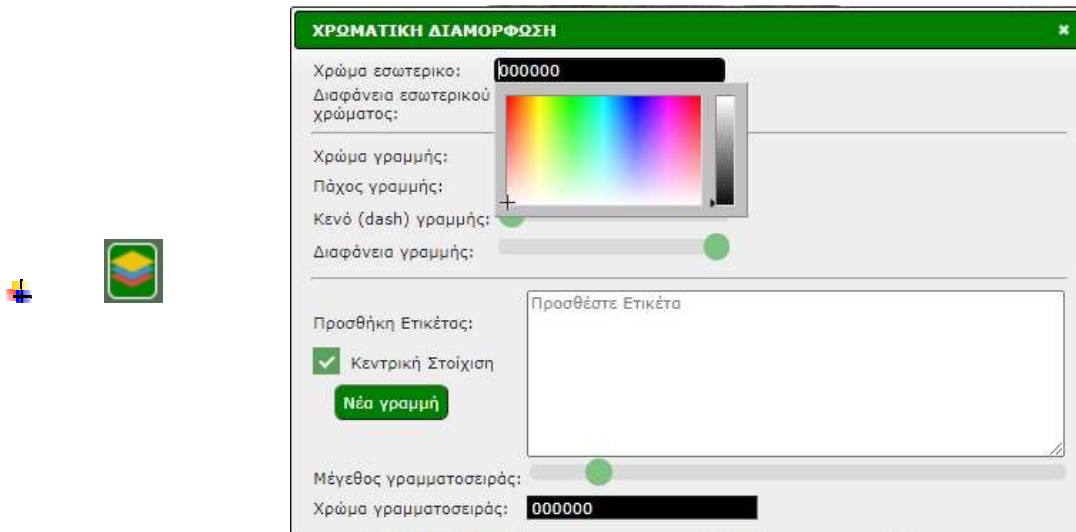 ΧΡΩΜΑΤΙΚΗ ΔΙΑΜΟΡΦΩΣΗ
Χρώμα εσωτερικο: 000000
Διαφάνεια εσωτερικού
χρώματος:
Χρώμα γραμμής:
Πάχος γραμμής:
Κενό (dash) γραμμής:
Διαφάνεια γραμμής:
Προσθέστε Ετικέτα
Προσθήκη Ετικέτας:
Κεντρική Στοίχιση
Νέα γραμμή
Μέγεθος γραμματοσειράς:
Χρώμα γραμματοσειράς: 000000